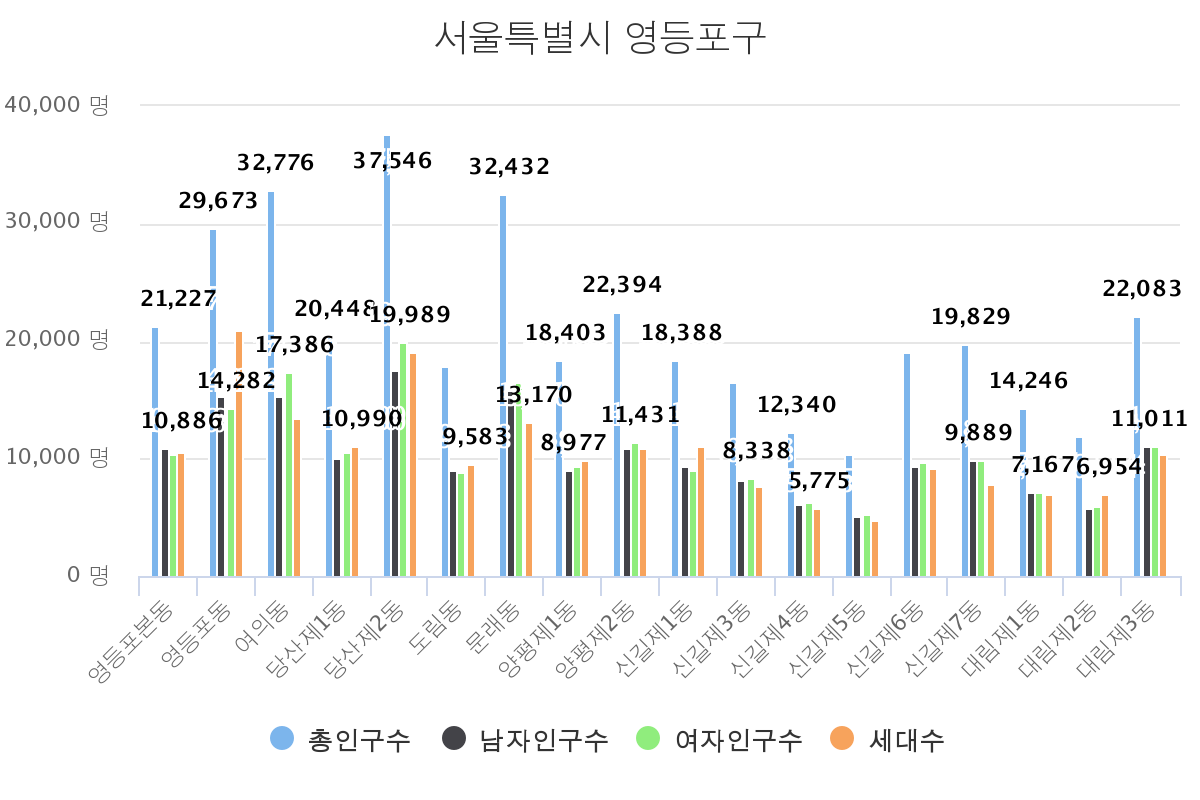 서울특별시 영등포구
40,000 명
30,000 명
20,000 명
10,000 명
0 명
37,546
32,776
32,432
29,673
22,394
22,083
21,227
20,448
19,989
19,829
18,403
18,388
17,386
14,282
14,246
13,170
12,340
11,431
11,011
10,886
10,990
9,889
9,583
8,977
8,338
7,167
6,954
5,775
영등포본동
영등포동
여의동
당산제1동
당산제2동
도림동
문래동
양평제1동
양평제2동
신길제1동
신길제3동
신길제4동
신길제5동
신길제6동
신길제7동
대림제1동
대림제2동
대림제3동
총인구수 남자인구수 여자인구수 세대수